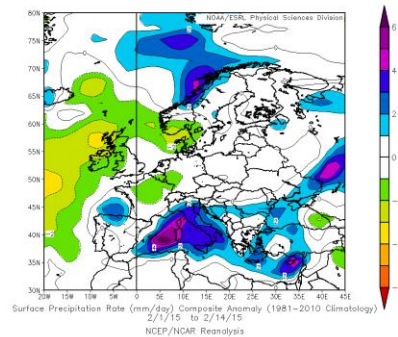 NOAA/ESRL Physical Sciences Division
80N
75N
70N
65N
60N
55N
50N
45N
40N
35N
30N
20W 15W 10W 5W 0 5E 10E 15E 20E 25E 30E 35E 40E 45E
6
4
2
0
Surface Precipitation Rate (mm/day) Composite Anomaly (1981-2010 Climatology)
2/1/15 to 2/14/15
NCEP/NCAR Reanalysis